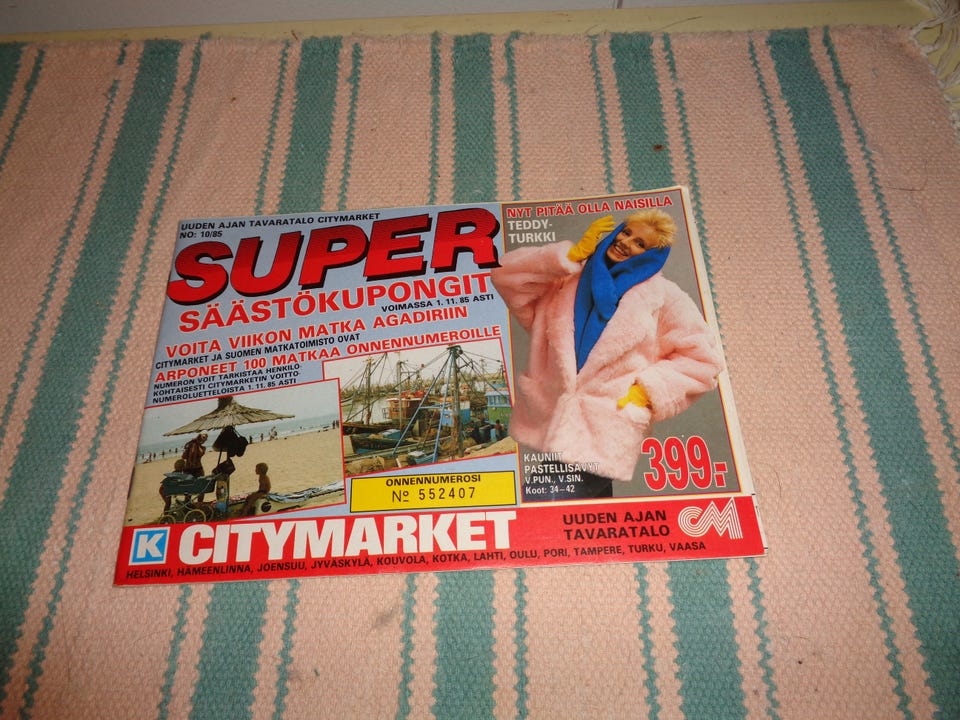 UUDEN AJAN TAVARATALO CITYMARKET
NO: 10/85
SUPER
SÄÄSTÖKUPONGIT
VOIMASSA 1.11.85 ASTI
VOITA VIIKON MATKA AGADIRIIN
CITYMARKET JA SUOMEN MATKATOIMISTO OVAT
ARPONEET 100 MATKAA ONNENNUMEROILLE
NUMERON VOIT TARKISTAA HENKILÖ-
KOHTAISESTI CITYMARKETIN VOITTO-
NUMEROLUETTELOISTA 1.11.85 ASTI
ONNENNUMEROSI
No 552407
NYT PITÄÄ OLLA NAISILLA
TEDDY-
TURKKI
KAUNIIT
PASTELLISÄVYT
V.PUN., V.SIN.
Koot: 34–42
399:-
K CITYMARKET
UUDEN AJAN
TAVARATALO
CM
HELSINKI, HÄMEENLINNA, JOENSUU, JYVÄSKYLÄ, KOUVOLA, KOTKA, LAHTI, OULU, PORI, TAMPERE, TURKU, VAASA